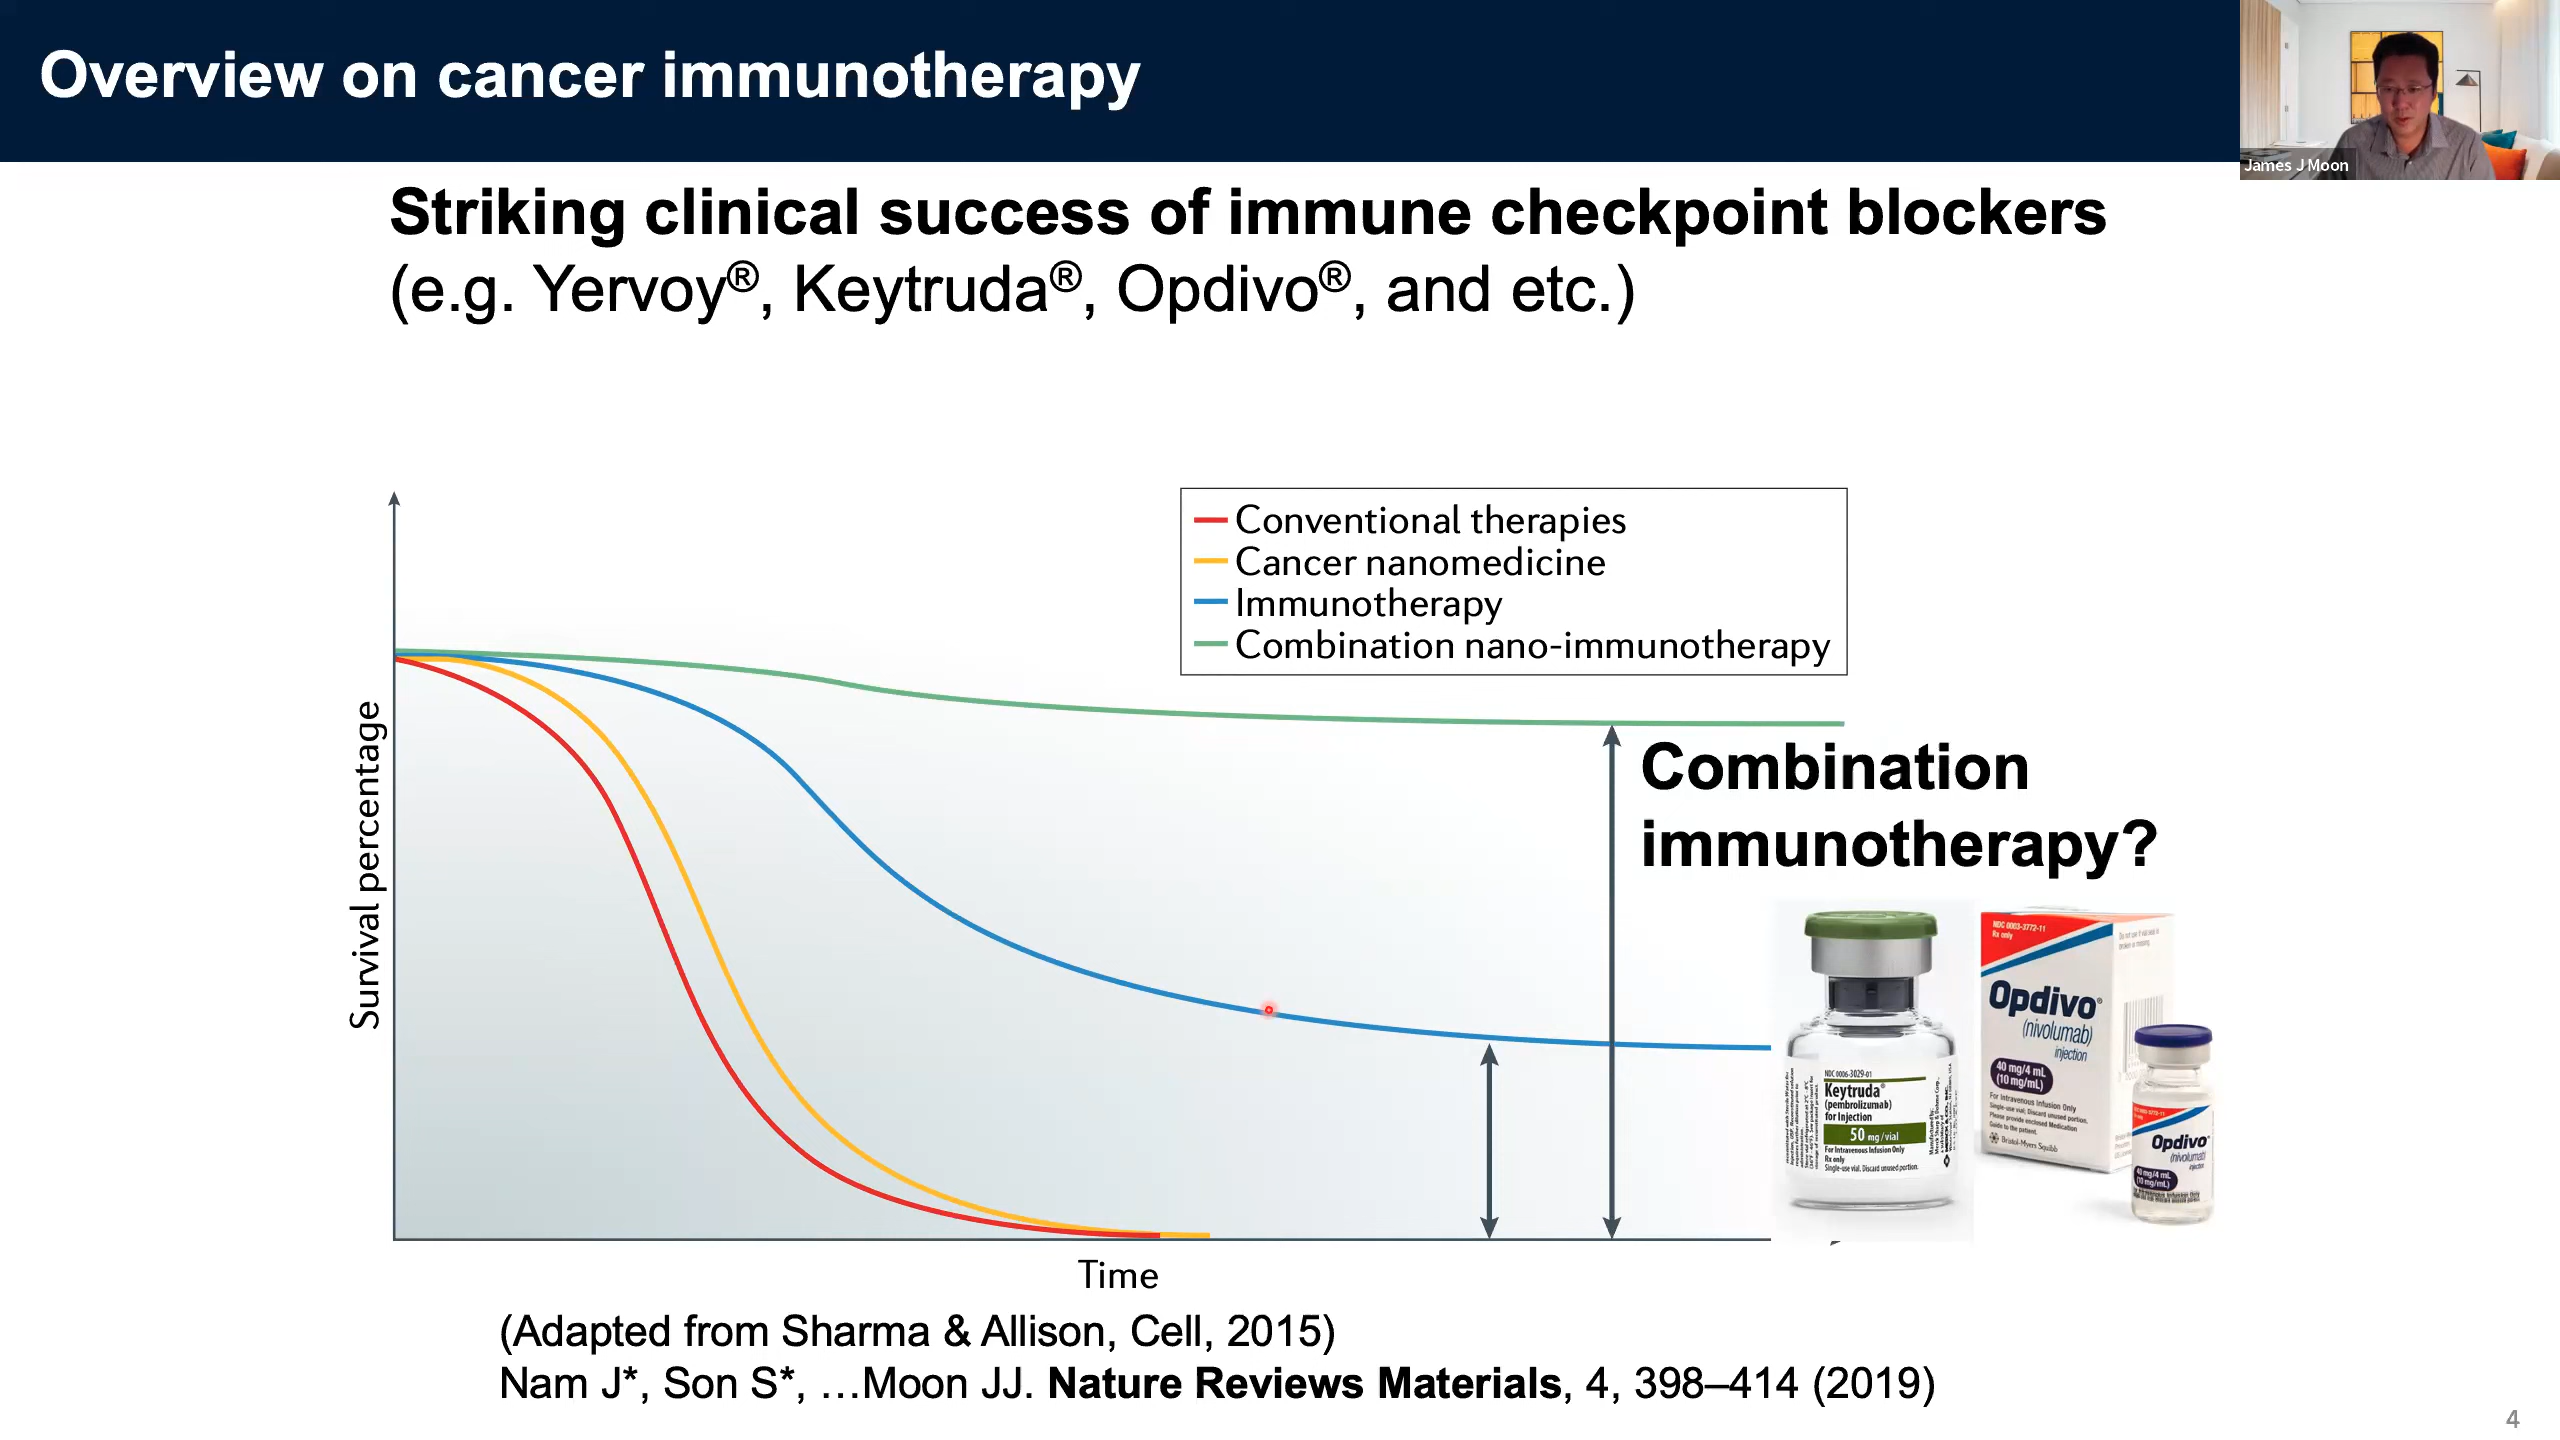 Overview on cancer immunotherapy
James J Moon
Striking clinical success of immune checkpoint blockers
(e.g. Yervoy®, Keytruda®, Opdivo®, and etc.)
Conventional therapies
Cancer nanomedicine
Immunotherapy
Combination nano-immunotherapy
Survival percentage
Combination
immunotherapy?
NDC 0006-3029-01
Keytruda®
(pembrolizumab)
for Injection
50 mg/vial
For Intravenous Infusion Only
Rx only
Single-use vial. Discard unused portion.
NDC 0003-3772-11
Rx only
Opdivo®
(nivolumab)
injection
40 mg/4 mL
(10 mg/mL)
For Intravenous Infusion Only
Single-use vial; Discard unused portion.
Please provide enclosed Medication
Guide to the patient.
Bristol-Myers Squibb
Opdivo
(nivolumab)
injection
40 mg/4 mL
(10 mg/mL)
Time
(Adapted from Sharma & Allison, Cell, 2015)
Nam J*, Son S*, …Moon JJ. Nature Reviews Materials, 4, 398–414 (2019)
4